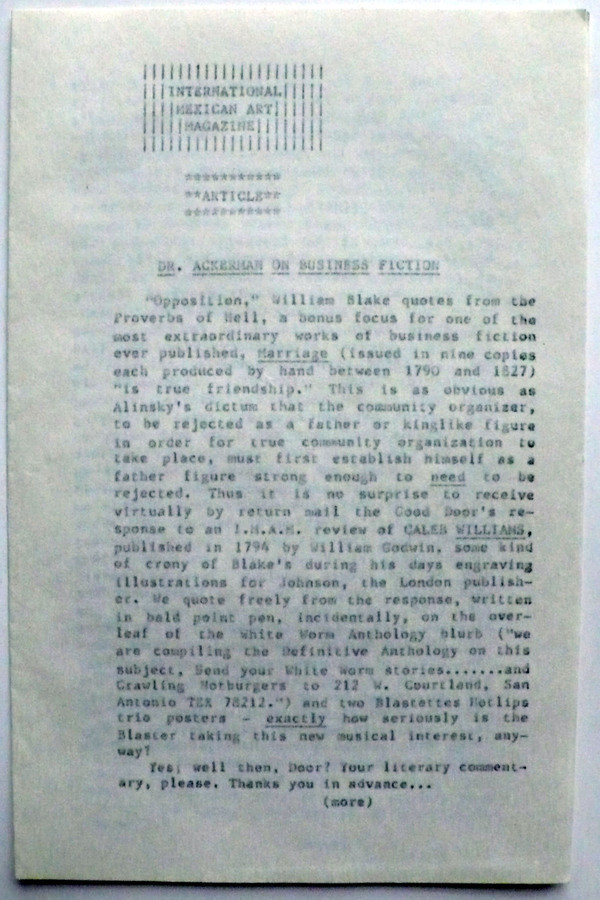 INTERNATIONAL
MEXICAN ART
MAGAZINE
***********
**ARTICLE**
***********
DR. ACKERMAN ON BUSINESS FICTION
"Opposition," William Blake quotes from the
Proverbs of Hell, a bonus focus for one of the
most extraordinary works of business fiction
ever published, Marriage (issued in nine copies
each produced by hand between 1790 and 1827)
"is true friendship." This is as obvious as
Alinsky's dictum that the community organizer,
to be rejected as a father or kinglike figure
in order for true community organization to
take place, must first establish himself as a
father figure strong enough to need to be
rejected. Thus it is no surprise to receive
virtually by return mail the Good Door's re-
sponse to an I.M.A.M. review of CALEB WILLIAMS,
published in 1794 by William Godwin, some kind
of crony of Blake's during his days engraving
illustrations for Johnson, the London publish-
er. We quote freely from the response, written
in bald point pen, incidentally, on the over-
leaf of the White Worm Anthology blurb ("we
are compiling the Definitive Anthology on this
subject, Send your White Worm stories.......and
Crawling Hotburgers to 212 W. Courtland, San
Antonio TEX 78212.") and two Blastettes Hotlips
trio posters - exactly how seriously is the
Blaster taking this new musical interest, any-
way?
Yes, well then, Door? Your literary comment-
ary, please. Thanks you in advance...
(more)